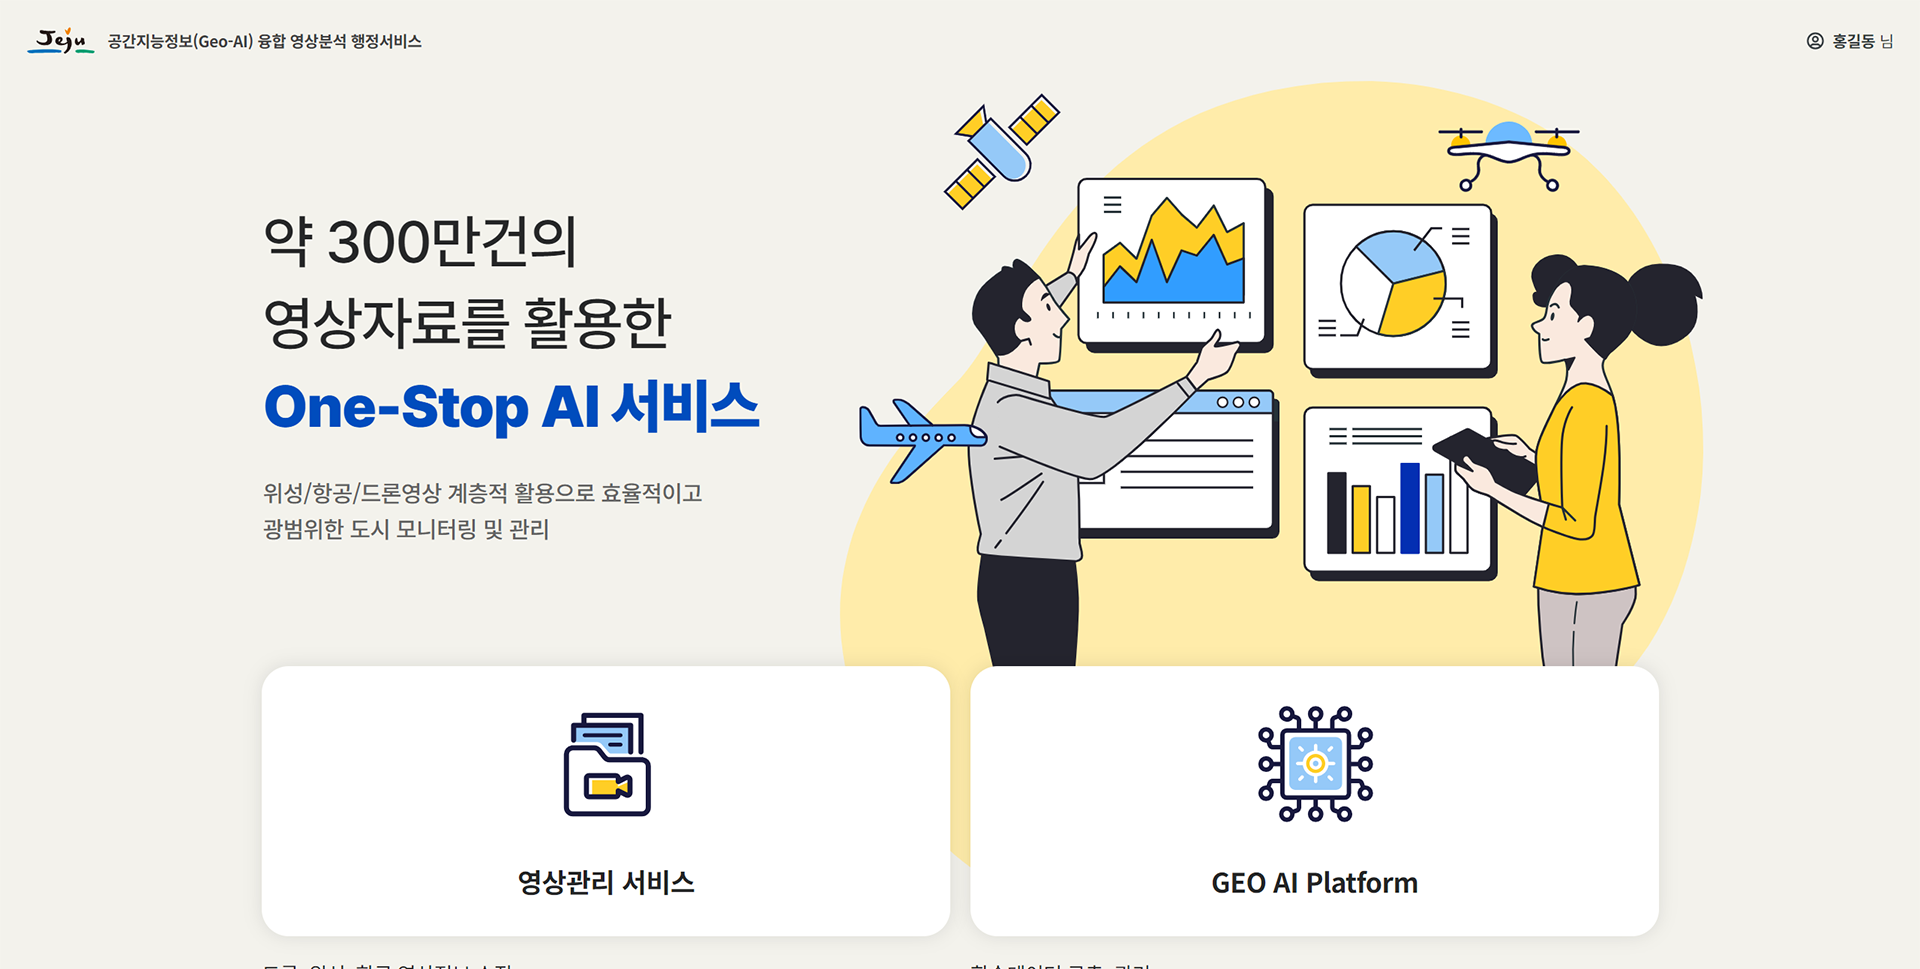 Jeju 공간지능정보(Geo-AI) 융합 영상분석 행정서비스
홍길동 님
약 300만건의
영상자료를 활용한
One-Stop AI 서비스
위성/항공/드론영상 계층적 활용으로 효율적이고
광범위한 도시 모니터링 및 관리
영상관리 서비스
GEO AI Platform